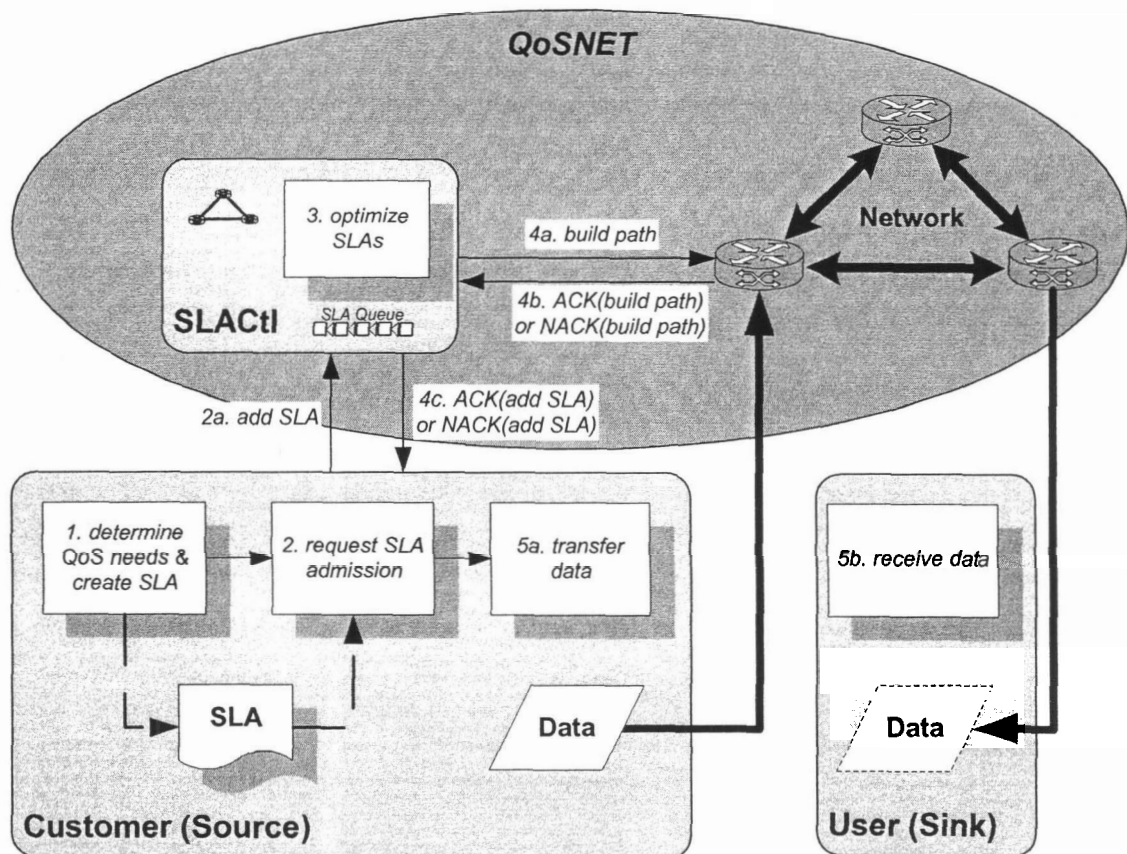 QoSNET
3. optimize
SLAs
SLACtl
SLA Queue
4a. build path
4b. ACK(build path)
or NACK(build path)
Network
2a. add SLA
4c. ACK(add SLA)
or NACK(add SLA)
1. determine
QoS needs &
create SLA
2. request SLA
admission
5a. transfer
data
5b. receive data
SLA
Data
Data
Customer (Source)
User (Sink)